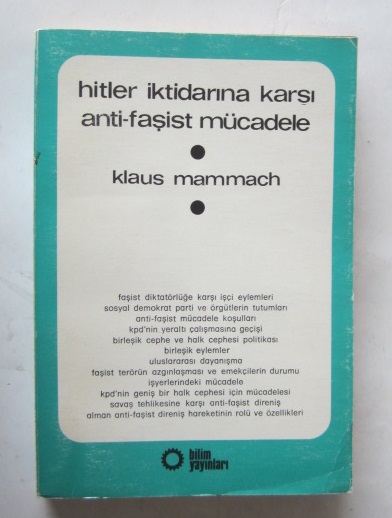 hitler iktidarına karşı
anti-faşist mücadele
klaus mammach
faşist diktatörlüğe karşı işçi eylemleri
sosyal demokrat parti ve örgütlerin tutumları
anti-faşist mücadele koşulları
kpd'nin yeraltı çalışmasına geçişi
birleşik cephe ve halk cephesi politikası
birleşik eylemler
uluslararası dayanışma
faşist terörün azgınlaşması ve emekçilerin durumu
işyerlerindeki mücadele
kpd'nin geniş bir halk cephesi için mücadelesi
savaş tehlikesine karşı anti-faşist direniş
alman anti-faşist direniş hareketinin rolü ve özellikleri
bilim
yayınları